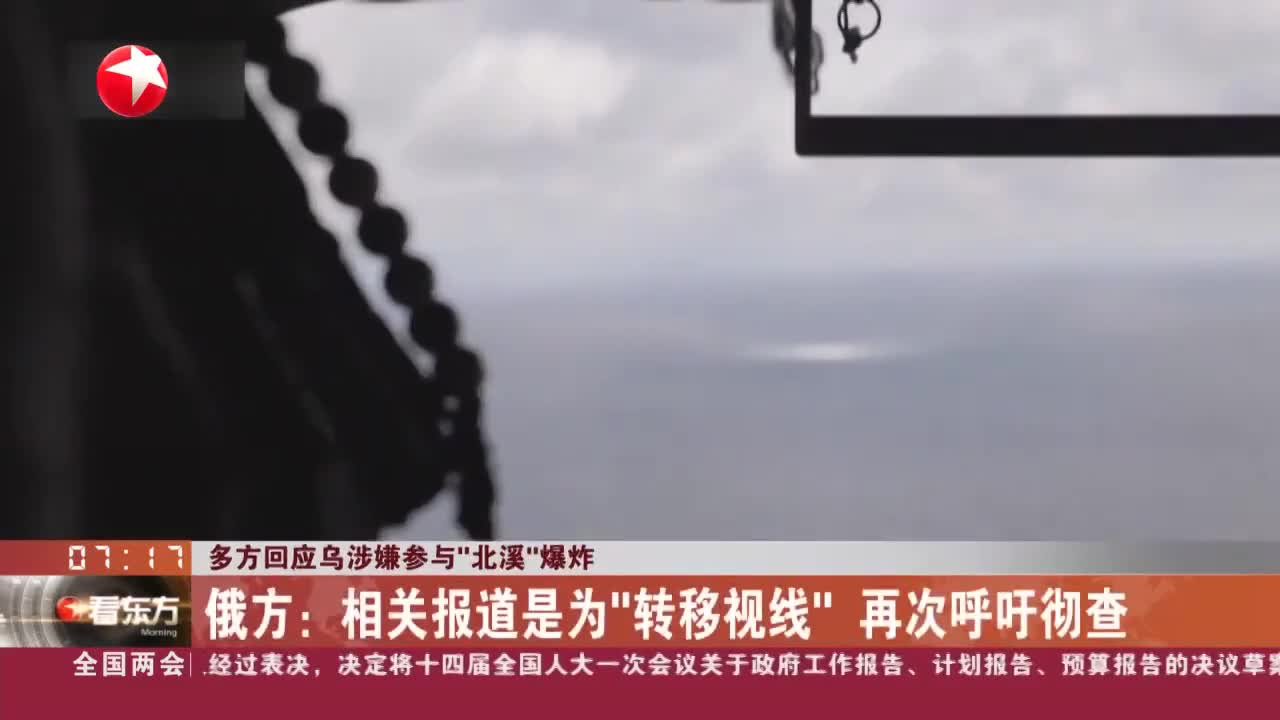 07:17
多方回应乌涉嫌参与"北溪"爆炸
看东方
Morning
俄方：相关报道是为"转移视线" 再次呼吁彻查
全国两会
.经过表决，决定将十四届全国人大一次会议关于政府工作报告、计划报告、预算报告的决议草案